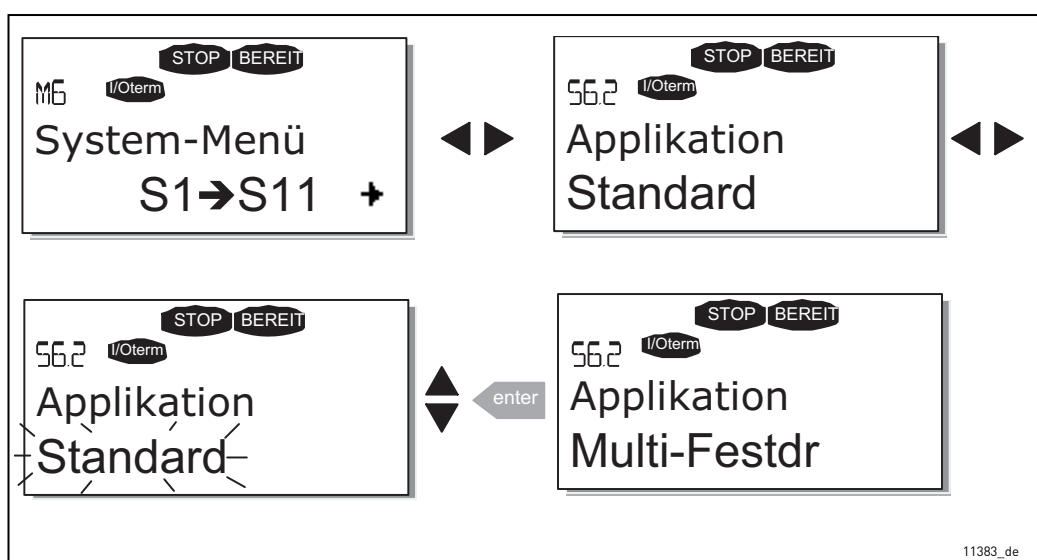 STOP BEREIT
M6 I/Oterm
System-Menü
S1➔S11
STOP BEREIT
S6.2 I/Oterm
Applikation
Standard
STOP BEREIT
S6.2 I/Oterm
Applikation
Standard
enter
STOP BEREIT
S6.2 I/Oterm
Applikation
Multi-Festdr
11383_de